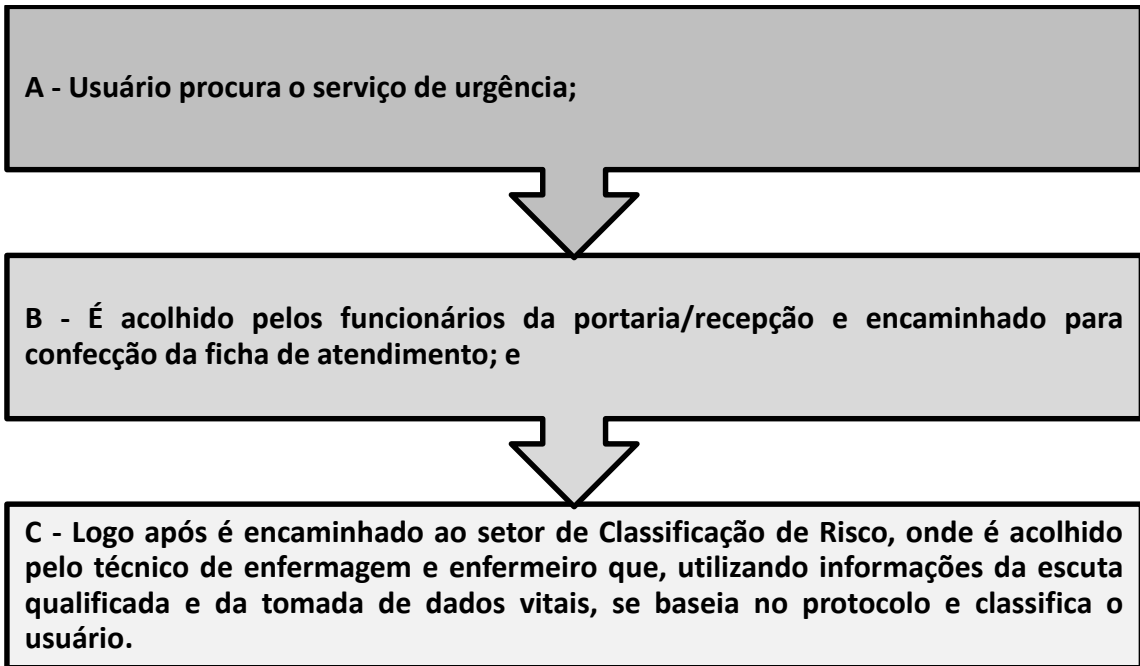 A - Usuário procura o serviço de urgência;
B - É acolhido pelos funcionários da portaria/recepção e encaminhado para
confecção da ficha de atendimento; e
C - Logo após é encaminhado ao setor de Classificação de Risco, onde é acolhido
pelo técnico de enfermagem e enfermeiro que, utilizando informações da escuta
qualificada e da tomada de dados vitais, se baseia no protocolo e classifica o
usuário.